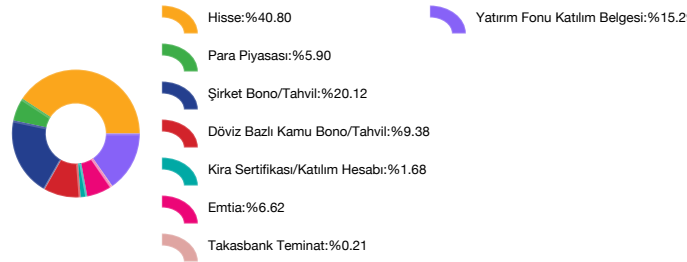 Hisse:%40.80
Para Piyasası:%5.90
Şirket Bono/Tahvil:%20.12
Döviz Bazlı Kamu Bono/Tahvil:%9.38
Kira Sertifikası/Katılım Hesabı:%1.68
Emtia:%6.62
Takasbank Teminat:%0.21
Yatırım Fonu Katılım Belgesi:%15.2